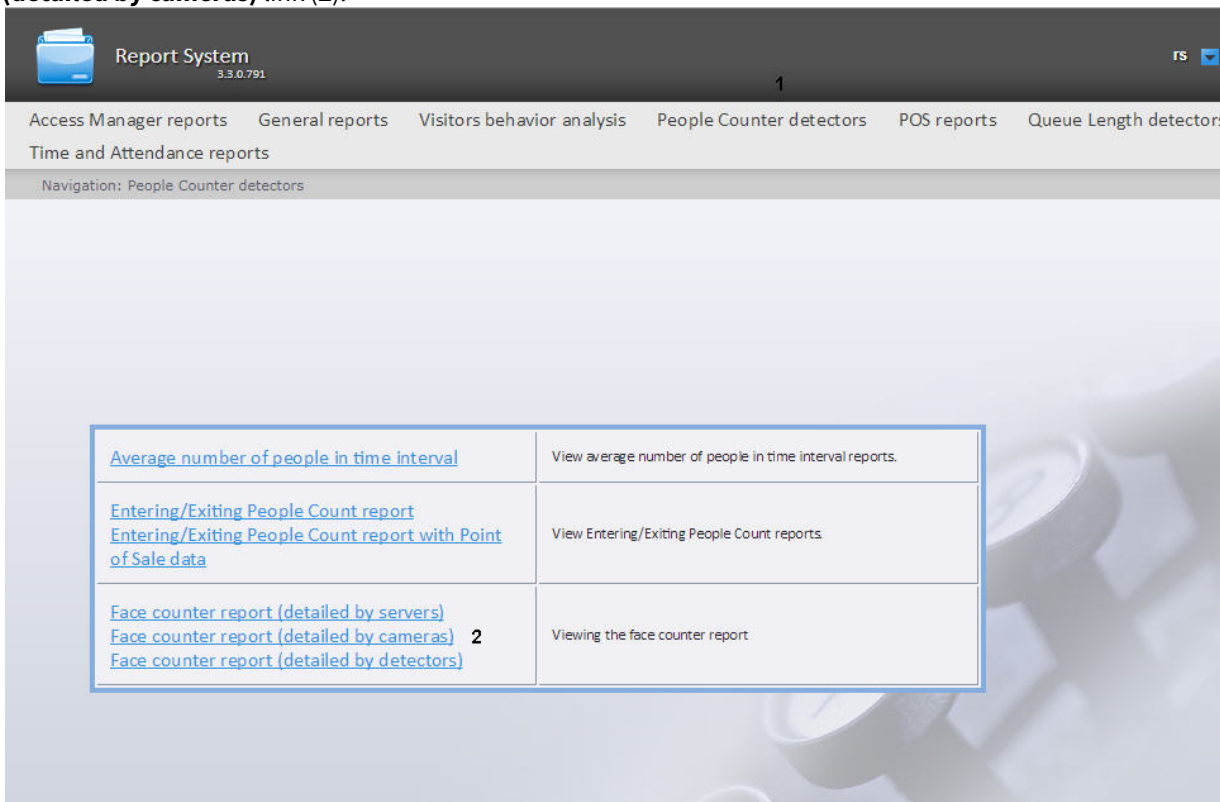 (detailed by cameras) link (2).
Report System
3.3.0.791
rs
1
Access Manager reports General reports Visitors behavior analysis People Counter detectors POS reports Queue Length detectors
Time and Attendance reports
Navigation: People Counter detectors
Average number of people in time interval
View average number of people in time interval reports.
Entering/Exiting People Count report
Entering/Exiting People Count report with Point
of Sale data
View Entering/Exiting People Count reports.
Face counter report (detailed by servers)
Face counter report (detailed by cameras) 2
Face counter report (detailed by detectors)
Viewing the face counter report